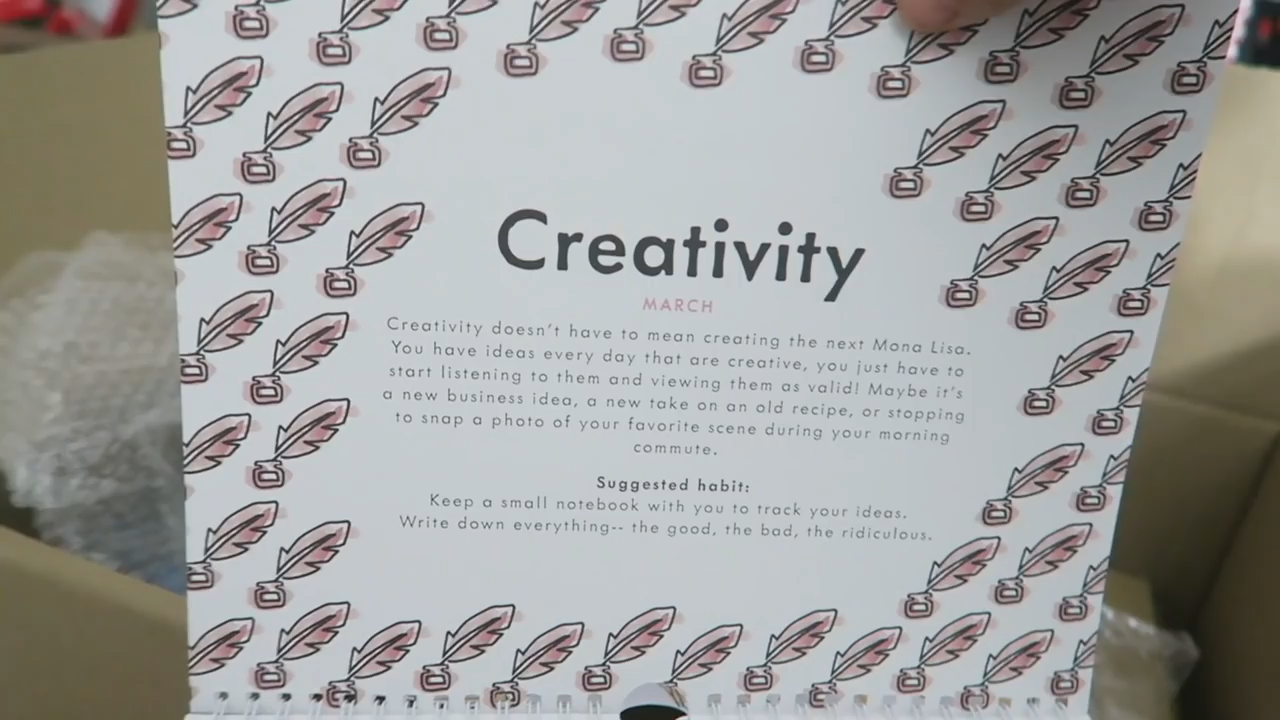 Creativity
MARCH
Creativity doesn't have to mean creating the next Mona Lisa.
You have ideas every day that are creative, you just have to
start listening to them and viewing them as valid! Maybe it's
a new business idea, a new take on an old recipe, or stopping
to snap a photo of your favorite scene during your morning
commute.
Suggested habit:
Keep a small notebook with you to track your ideas.
Write down everything-- the good, the bad, the ridiculous.